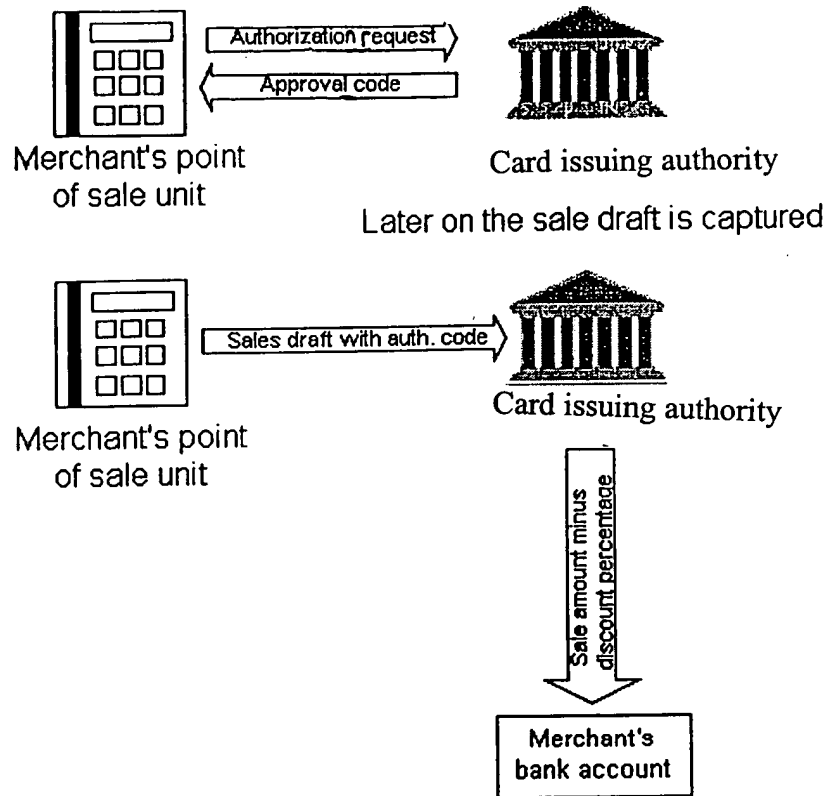 Authorization request
Approval code
Merchant's point
of sale unit
Card issuing authority
Later on the sale draft is captured
Sales draft with auth. code
Merchant's point
of sale unit
Card issuing authority
Sale amount minus
discount percentage
Merchant's
bank account